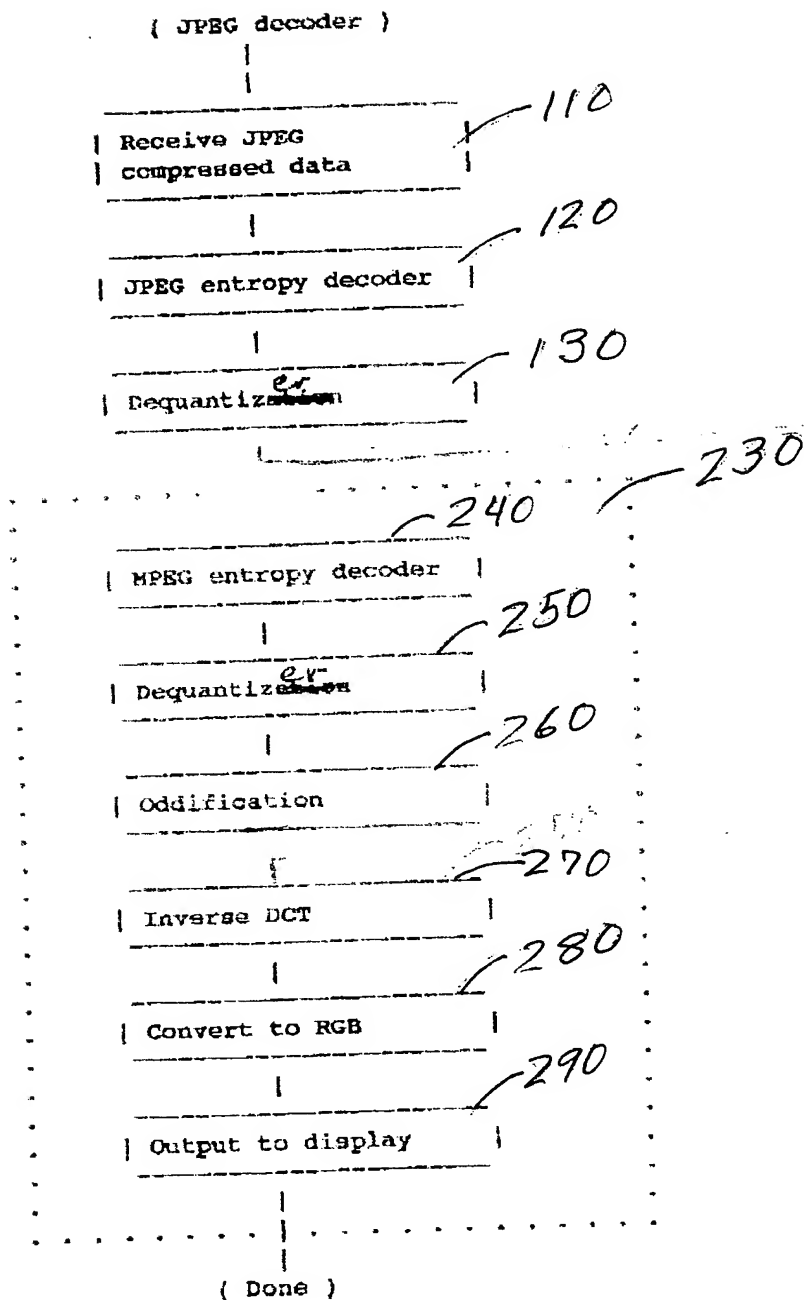 ( JPEG decoder )
110
Receive JPEG
compressed data
120
JPEG entropy decoder
130
Dequantizer
230
240
MPEG entropy decoder
250
Dequantizer
260
Oddification
270
Inverse DCT
280
Convert to RGB
290
Output to display
( Done )